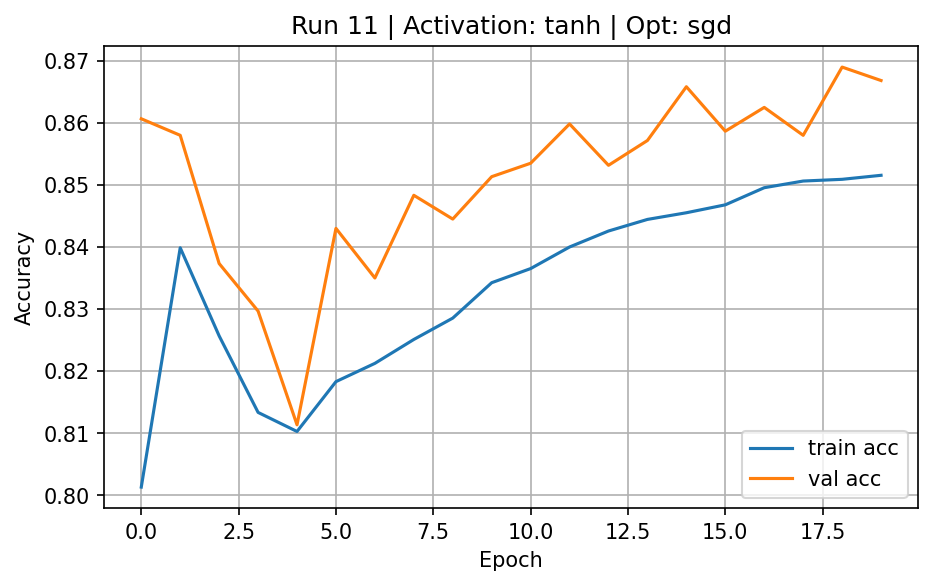 Run 11 | Activation: tanh | Opt: sgd
0.87
0.86
0.85
0.84
0.83
0.82
0.81
0.80
Accuracy
train acc
val acc
0.0 2.5 5.0 7.5 10.0 12.5 15.0 17.5
Epoch